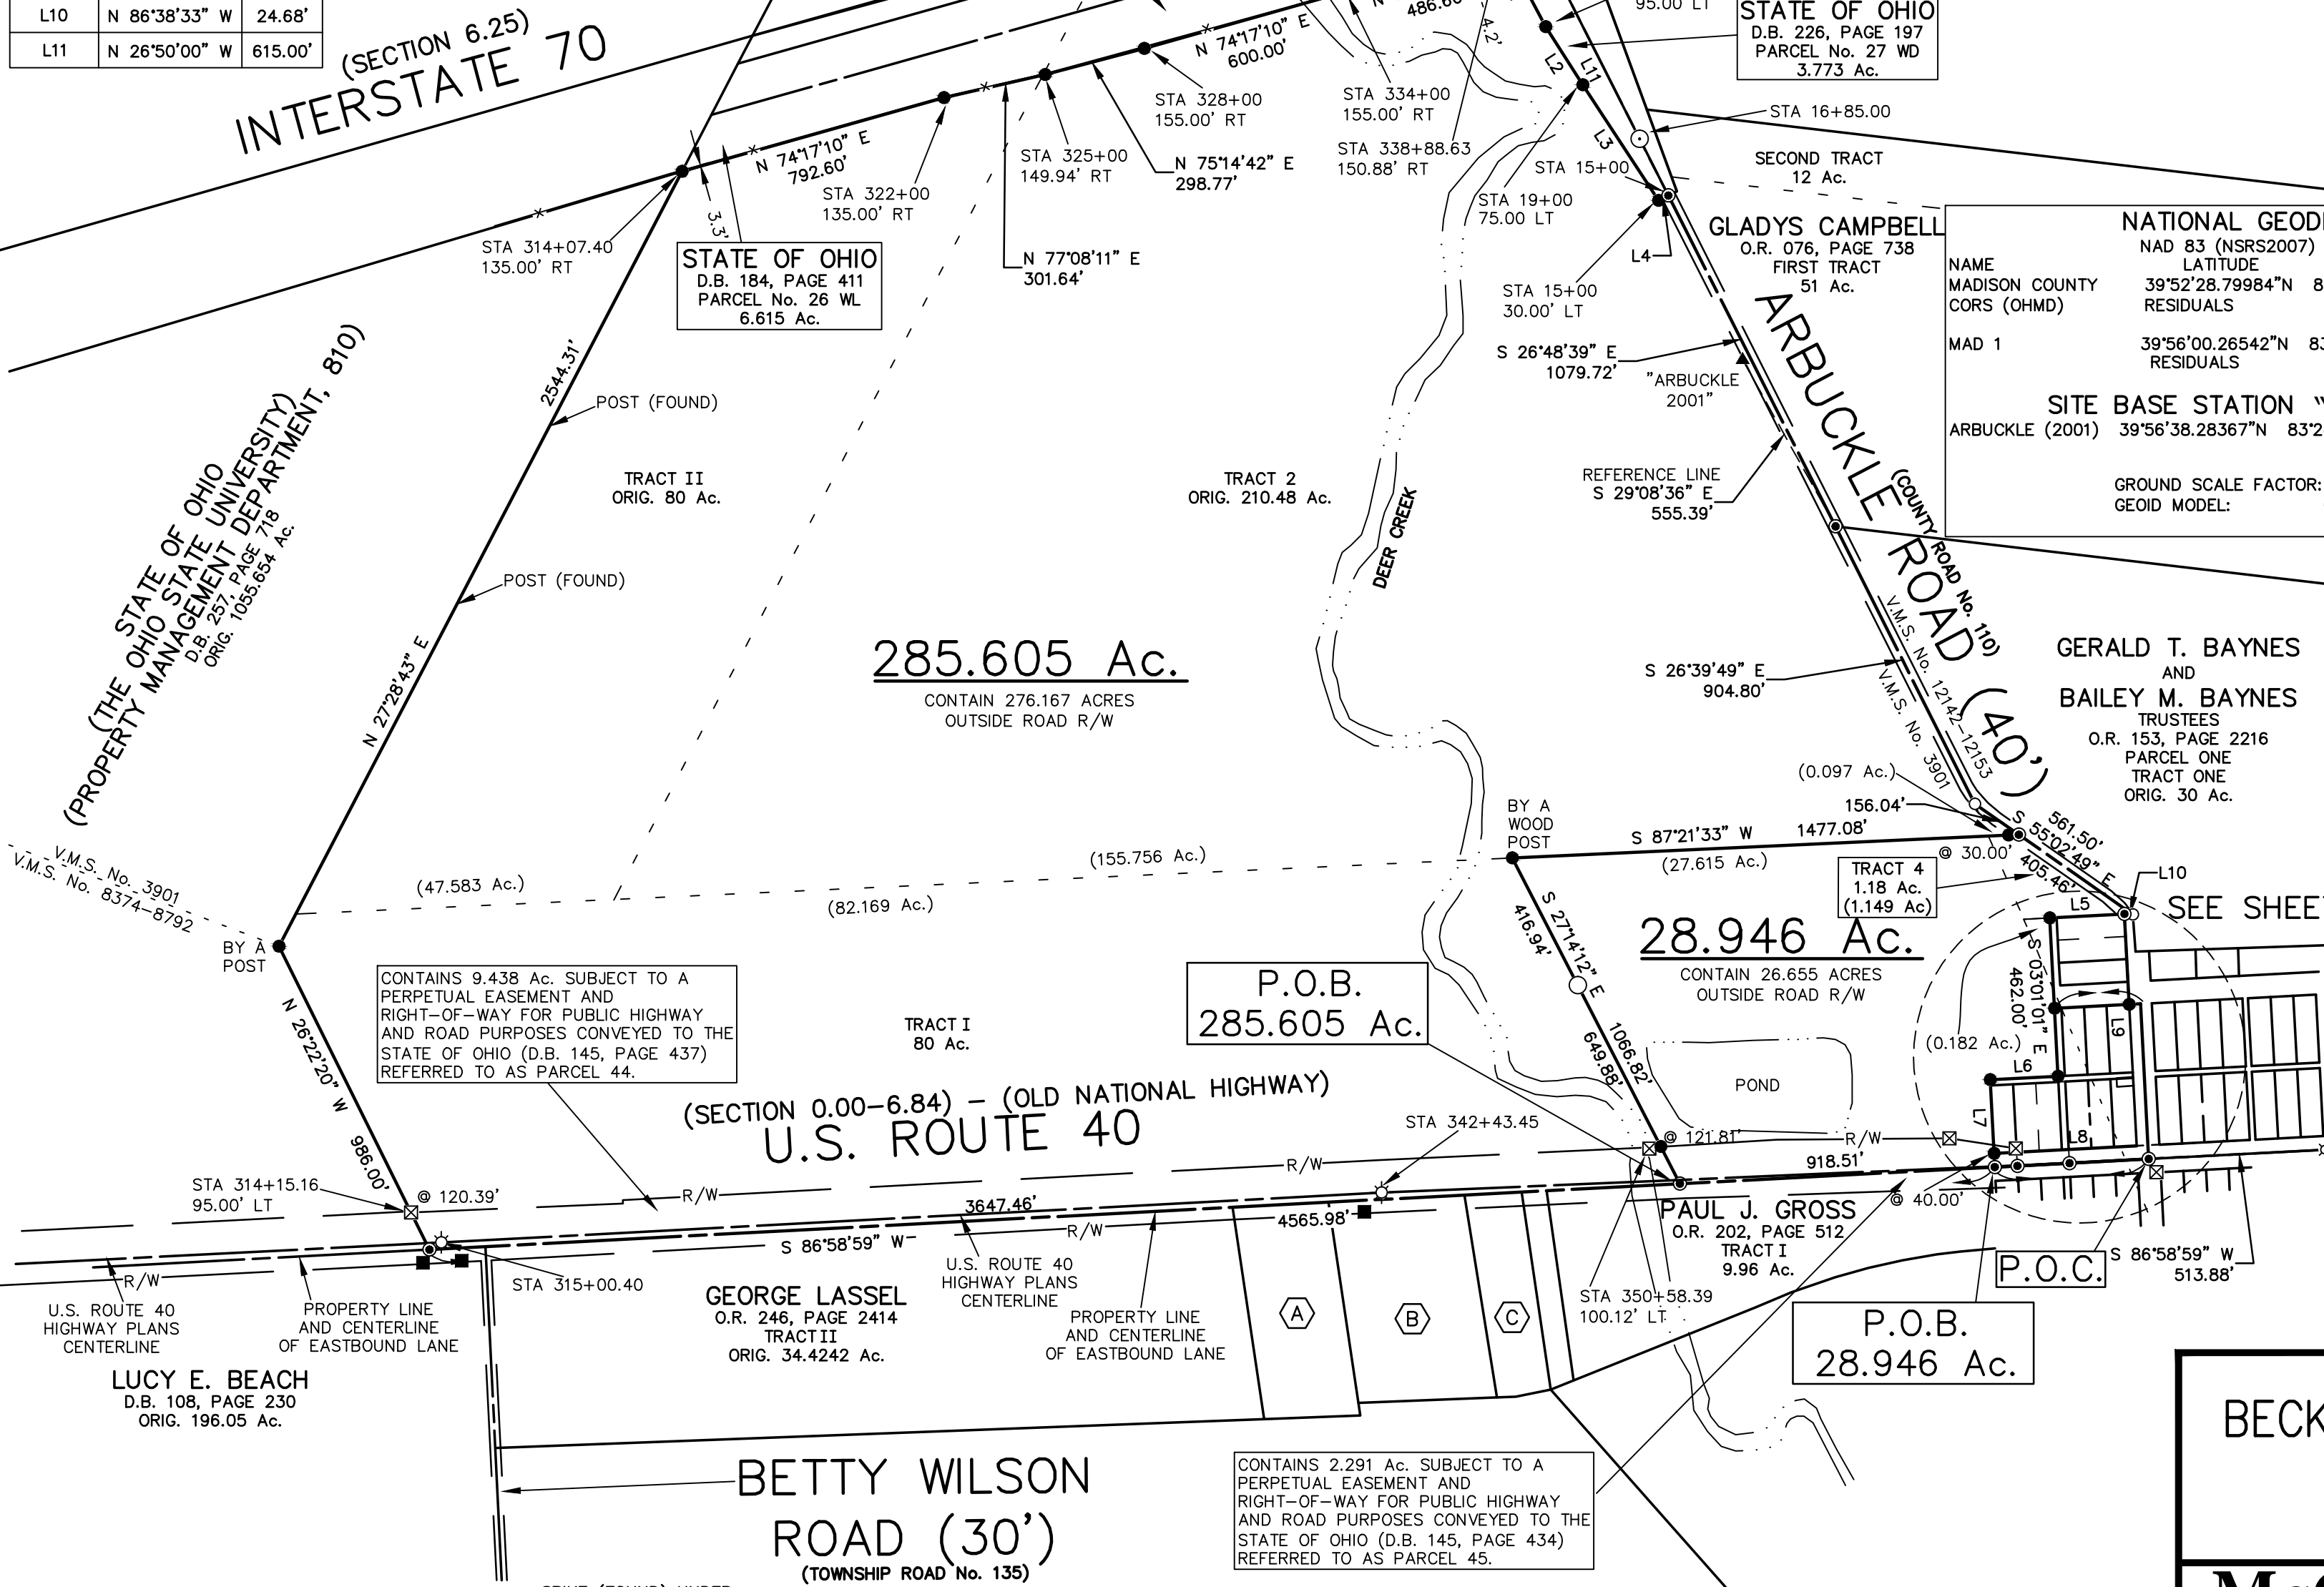 L10 N 86°38'33" W 24.68'
L11 N 26°50'00" W 615.00'
(SECTION 6.25)
INTERSTATE 70
N 74°17'10" E
792.60'
N 74°17'10" E
600.00'
486.60
4.2'
3.3'
STA 314+07.40
135.00' RT
STA 322+00
135.00' RT
STA 325+00
149.94' RT
STA 328+00
155.00' RT
N 75°14'42" E
298.77'
N 77°08'11" E
301.64'
STA 334+00
155.00' RT
STA 338+88.63
150.88' RT
STATE OF OHIO
D.B. 184, PAGE 411
PARCEL No. 26 WL
6.615 Ac.
95.00 LT
STATE OF OHIO
D.B. 226, PAGE 197
PARCEL No. 27 WD
3.773 Ac.
L2
L11
L3
L4
STA 16+85.00
STA 15+00
STA 19+00
75.00 LT
STA 15+00
30.00' LT
SECOND TRACT
12 Ac.
GLADYS CAMPBELL
O.R. 076, PAGE 738
FIRST TRACT
51 Ac.
NATIONAL GEODE
NAD 83 (NSRS2007)
NAME LATITUDE
MADISON COUNTY 39°52'28.79984"N 8
CORS (OHMD) RESIDUALS
MAD 1 39°56'00.26542"N 83
RESIDUALS
SITE BASE STATION "
ARBUCKLE (2001) 39°56'38.28367"N 83°2
GROUND SCALE FACTOR:
GEOID MODEL:
S 26°48'39" E
1079.72'
"ARBUCKLE
2001"
REFERENCE LINE
S 29°08'36" E
555.39'
ARBUCKLE ROAD (40')
(COUNTY ROAD No. 110)
V.M.S. No. 12142-12153
V.M.S. No. 3901
S 26°39'49" E
904.80'
GERALD T. BAYNES
AND
BAILEY M. BAYNES
TRUSTEES
O.R. 153, PAGE 2216
PARCEL ONE
TRACT ONE
ORIG. 30 Ac.
STATE OF OHIO
(THE OHIO STATE UNIVERSITY)
(PROPERTY MANAGEMENT DEPARTMENT, 810)
D.B. 257, PAGE 718
ORIG. 1055.654 Ac.
2544.31'
N 27°28'43" E
POST (FOUND)
POST (FOUND)
TRACT II
ORIG. 80 Ac.
TRACT 2
ORIG. 210.48 Ac.
DEER CREEK
285.605 Ac.
CONTAIN 276.167 ACRES
OUTSIDE ROAD R/W
V.M.S. No. 3901
V.M.S. No. 8374-8792
BY A
POST
(47.583 Ac.)
(82.169 Ac.)
(155.756 Ac.)
BY A
WOOD
POST
S 87°21'33" W 1477.08'
(27.615 Ac.)
(0.097 Ac.)
156.04'
@ 30.00'
561.50'
S 55°02'49" E
405.46'
TRACT 4
1.18 Ac.
(1.149 Ac)
L10
L5
SEE SHEE
28.946 Ac.
CONTAIN 26.655 ACRES
OUTSIDE ROAD R/W
S 03°01'01" E
462.00'
(0.182 Ac.)
L9
L6
L7
L8
S 27°14'12" E
416.94'
1066.82'
649.88'
POND
P.O.B.
285.605 Ac.
CONTAINS 9.438 Ac. SUBJECT TO A
PERPETUAL EASEMENT AND
RIGHT-OF-WAY FOR PUBLIC HIGHWAY
AND ROAD PURPOSES CONVEYED TO THE
STATE OF OHIO (D.B. 145, PAGE 437)
REFERRED TO AS PARCEL 44.
TRACT I
80 Ac.
N 26°22'20" W
986.00'
(SECTION 0.00-6.84) - (OLD NATIONAL HIGHWAY)
U.S. ROUTE 40
STA 342+43.45
@ 121.81'
R/W
918.51'
STA 314+15.16
95.00' LT
@ 120.39'
R/W
R/W
R/W
R/W
3647.46'
4565.98'
S 86°58'59" W
STA 315+00.40
U.S. ROUTE 40
HIGHWAY PLANS
CENTERLINE
PROPERTY LINE
AND CENTERLINE
OF EASTBOUND LANE
LUCY E. BEACH
D.B. 108, PAGE 230
ORIG. 196.05 Ac.
GEORGE LASSEL
O.R. 246, PAGE 2414
TRACT II
ORIG. 34.4242 Ac.
U.S. ROUTE 40
HIGHWAY PLANS
CENTERLINE
PROPERTY LINE
AND CENTERLINE
OF EASTBOUND LANE
A
B
C
PAUL J. GROSS
O.R. 202, PAGE 512
TRACT I
9.96 Ac.
@ 40.00'
STA 350+58.39
100.12' LT
P.O.C.
S 86°58'59" W
513.88'
P.O.B.
28.946 Ac.
BETTY WILSON
ROAD (30')
(TOWNSHIP ROAD No. 135)
CONTAINS 2.291 Ac. SUBJECT TO A
PERPETUAL EASEMENT AND
RIGHT-OF-WAY FOR PUBLIC HIGHWAY
AND ROAD PURPOSES CONVEYED TO THE
STATE OF OHIO (D.B. 145, PAGE 434)
REFERRED TO AS PARCEL 45.
BECK